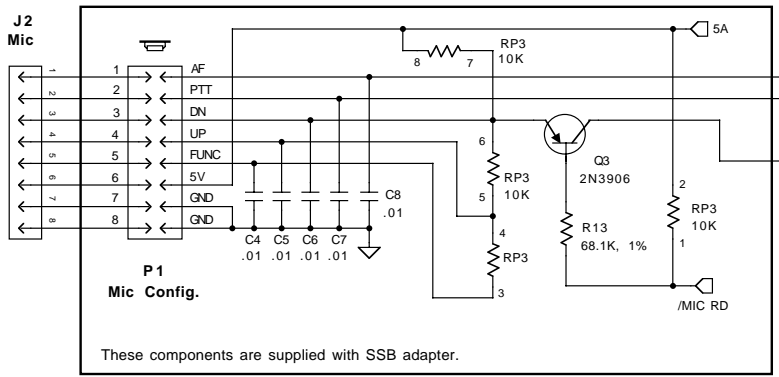 J2
Mic
1
2
3
4
5
6
7
8
1 AF
2 PTT
3 DN
4 UP
5 FUNC
6 5V
7 GND
8 GND
P1
Mic Config.
C4
.01
C5
.01
C6
.01
C7
.01
C8
.01
8 7
RP3
10K
6
5
RP3
10K
4
3
RP3
Q3
2N3906
R13
68.1K, 1%
2
1
RP3
10K
5A
/MIC RD
These components are supplied with SSB adapter.